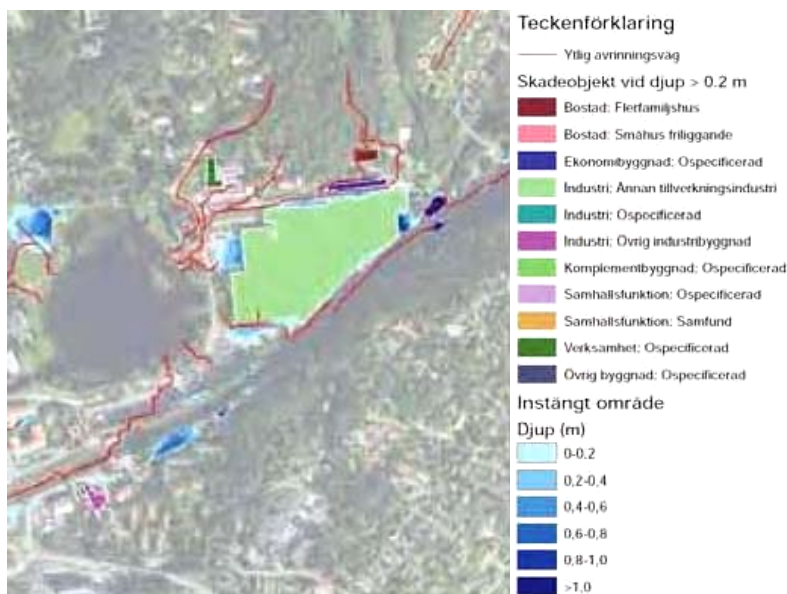 Teckenförklaring
Ytlig avrinningsväg
Skadeobjekt vid djup > 0.2 m
Bostad; Flerfamiljshus
Bostad; Småhus friliggande
Ekonomibyggnad; Ospecificerad
Industri; Annan tillverkningsindustri
Industri; Ospecificerad
Industri; Övrig industribyggnad
Komplementbyggnad; Ospecificerad
Samhällsfunktion; Ospecificerad
Samhällsfunktion; Samfund
Verksamhet; Ospecificerad
Övrig byggnad; Ospecificerad
Instängt område
Djup (m)
0-0.2
0,2-0,4
0,4-0,6
0,6-0,8
0,8-1,0
>1,0